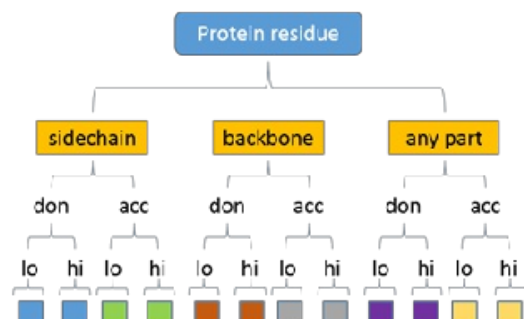 Protein residue
sidechain backbone any part
don acc don acc don acc
lo hi lo hi lo hi lo hi lo hi lo hi